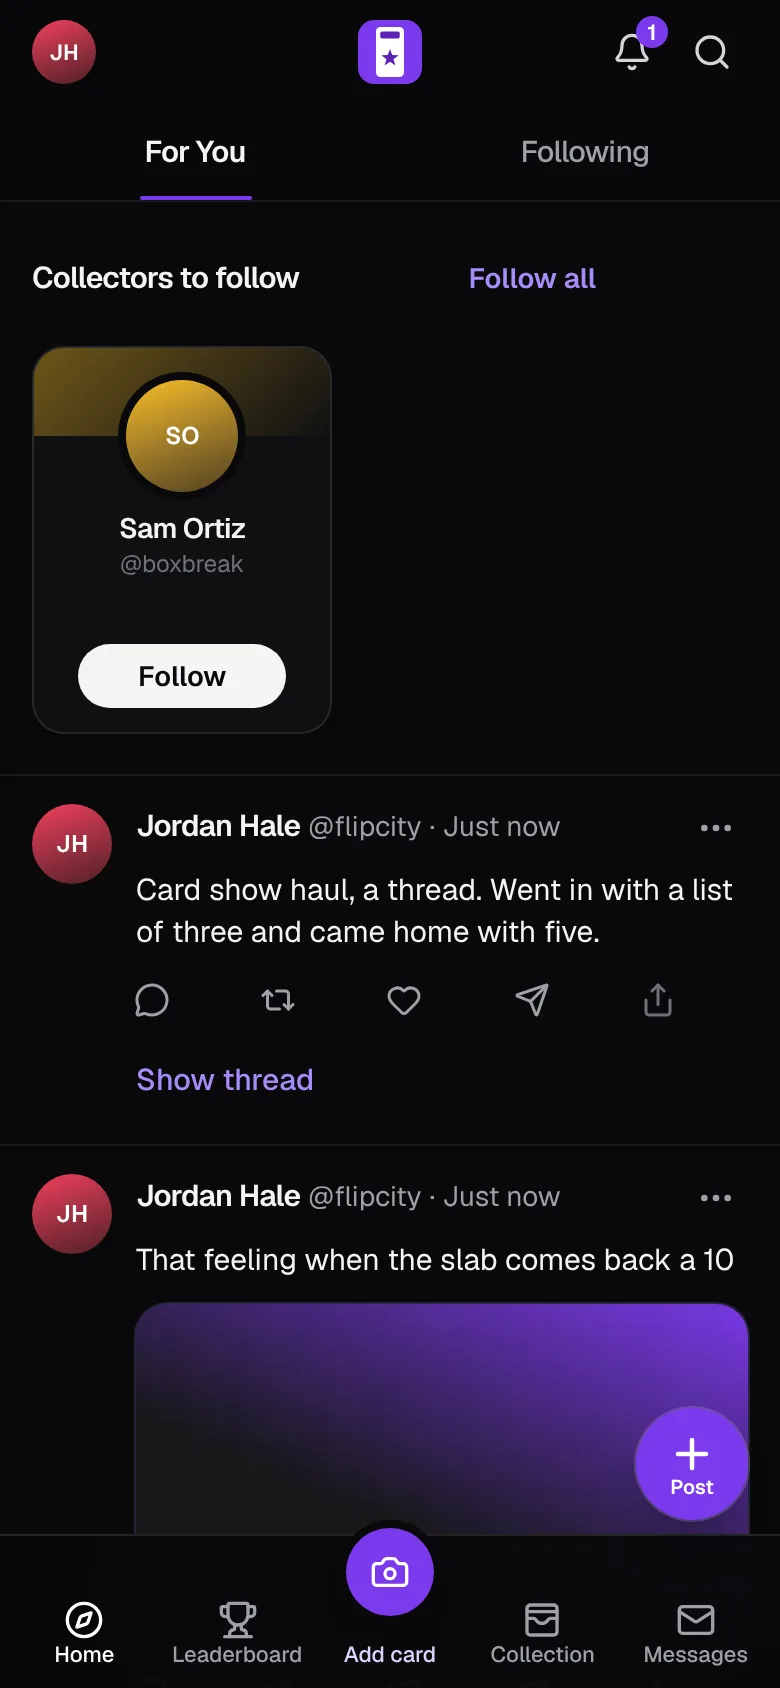 JH
1
For You
Following
Collectors to follow
Follow all
SO
Sam Ortiz
@boxbreak
Follow
JH
Jordan Hale @flipcity · Just now
Card show haul, a thread. Went in with a list
of three and came home with five.
Show thread
JH
Jordan Hale @flipcity · Just now
That feeling when the slab comes back a 10
Post
Home
Leaderboard
Add card
Collection
Messages